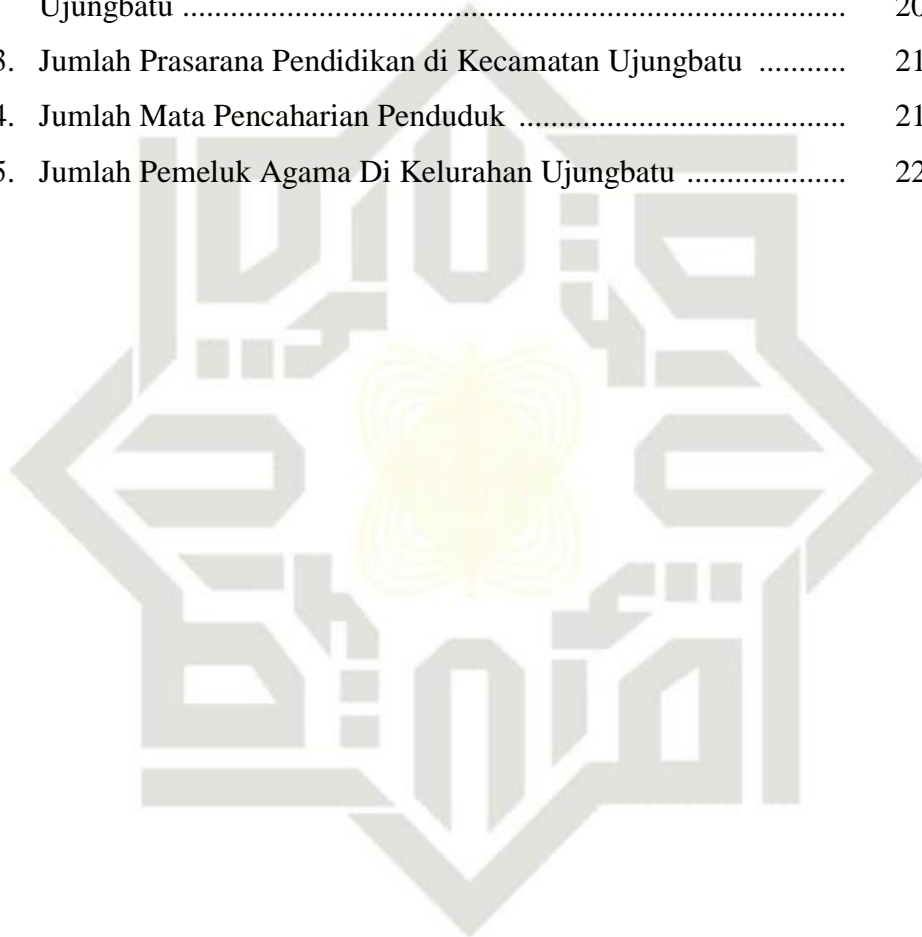 Ujungbatu ................................................................................... 20
3. Jumlah Prasarana Pendidikan di Kecamatan Ujungbatu ........... 21
4. Jumlah Mata Pencaharian Penduduk ......................................... 21
5. Jumlah Pemeluk Agama Di Kelurahan Ujungbatu .................... 22